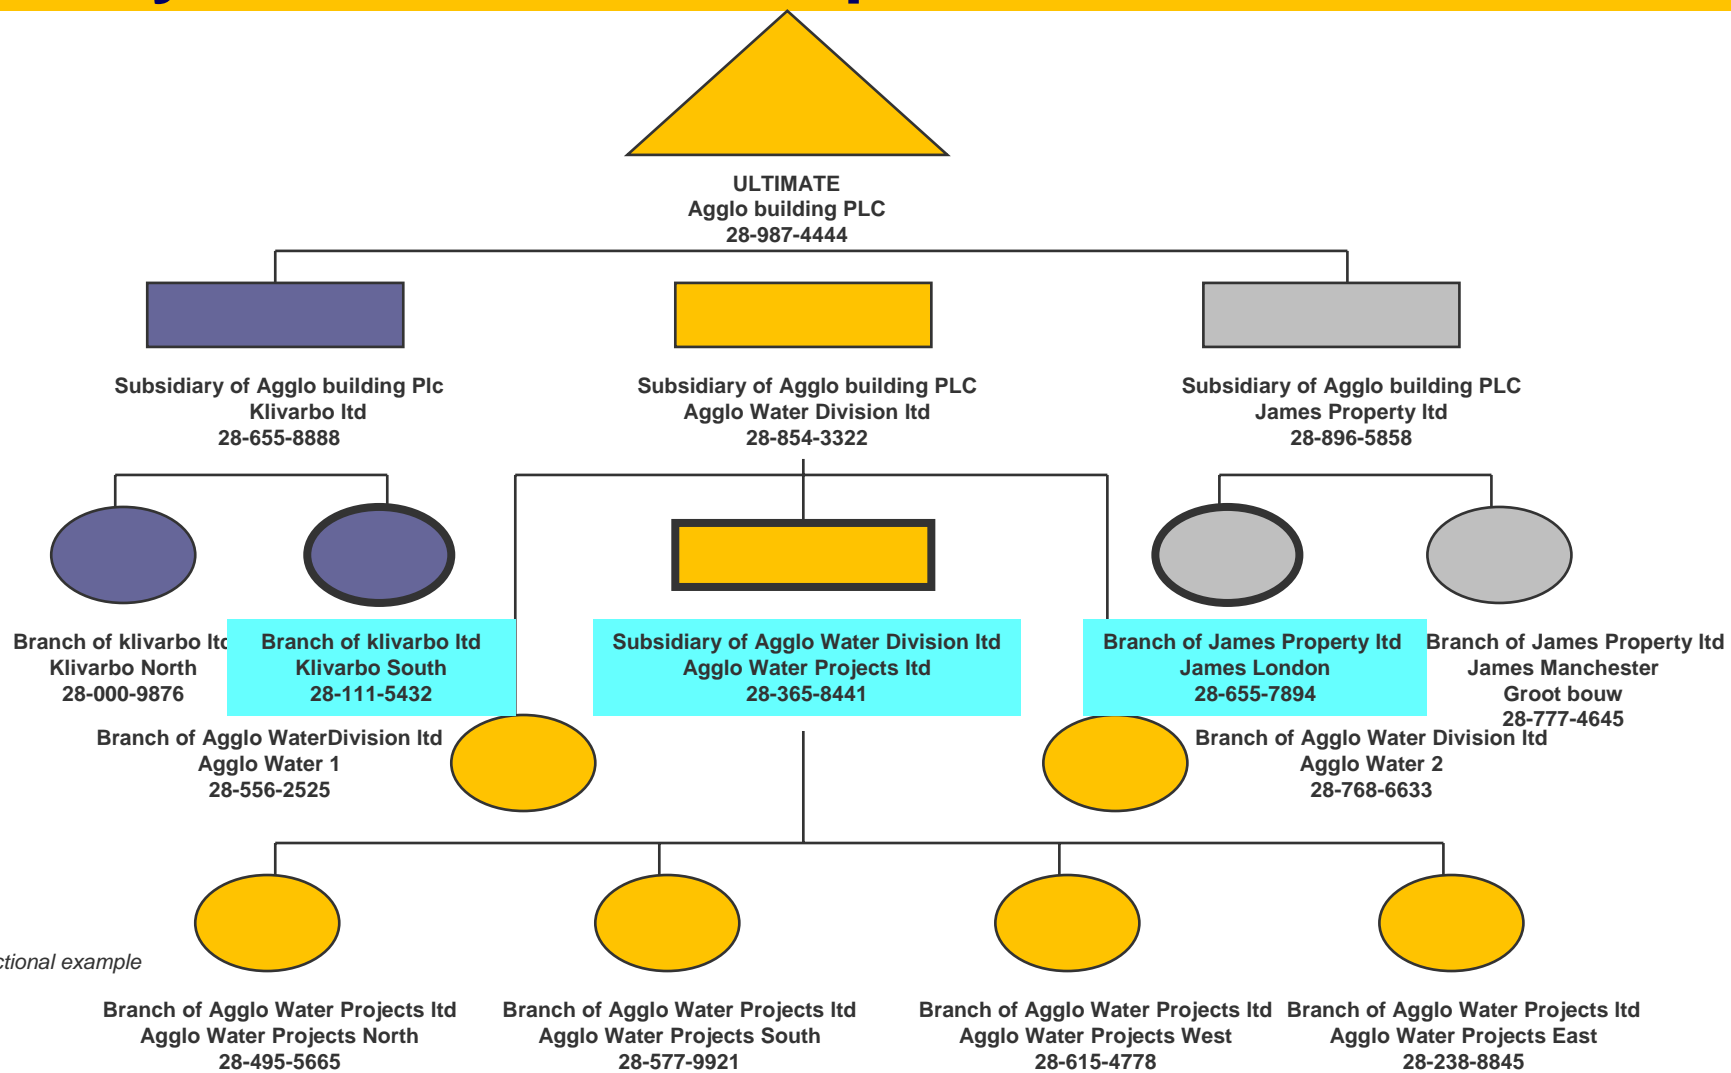 ULTIMATE
Agglo building PLC
28-987-4444
Subsidiary of Agglo building Plc
Klivarbo ltd
28-655-8888
Subsidiary of Agglo building PLC
Agglo Water Division ltd
28-854-3322
Subsidiary of Agglo building PLC
James Property ltd
28-896-5858
Branch of klivarbo ltd
Klivarbo North
28-000-9876
Branch of klivarbo ltd
Klivarbo South
28-111-5432
Subsidiary of Agglo Water Division ltd
Agglo Water Projects ltd
28-365-8441
Branch of James Property ltd
James London
28-655-7894
Branch of James Property ltd
James Manchester
Groot bouw
28-777-4645
Branch of Agglo WaterDivision ltd
Agglo Water 1
28-556-2525
Branch of Agglo Water Division ltd
Agglo Water 2
28-768-6633
example
Branch of Agglo Water Projects ltd
Agglo Water Projects North
28-495-5665
Branch of Agglo Water Projects ltd
Agglo Water Projects South
28-577-9921
Branch of Agglo Water Projects ltd
Agglo Water Projects West
28-615-4778
Branch of Agglo Water Projects ltd
Agglo Water Projects East
28-238-8845